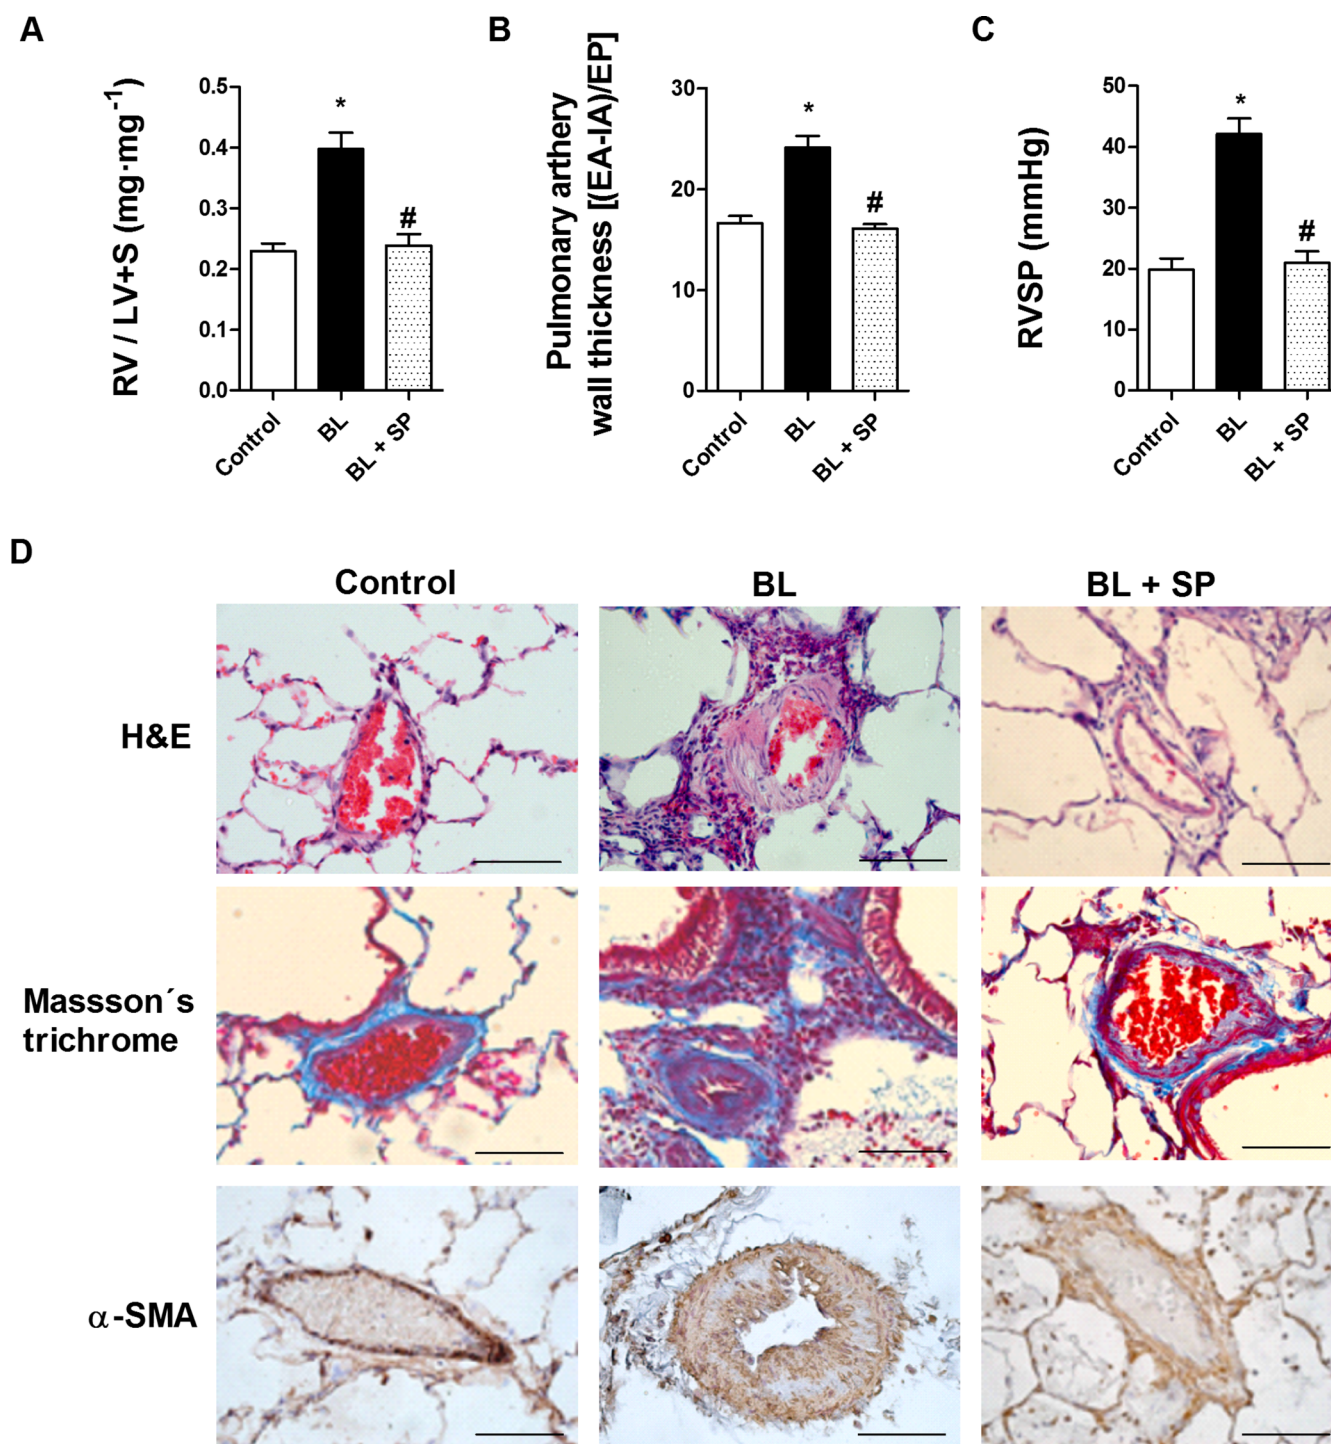 A
B
C
RV / LV+S (mg·mg⁻¹)
0.5
0.4
0.3
0.2
0.1
0.0
*
#
Control
BL
BL + SP
Pulmonary arthery
wall thickness [(EA-IA)/EP]
30
20
10
0
*
#
Control
BL
BL + SP
RVSP (mmHg)
50
40
30
20
10
0
*
#
Control
BL
BL + SP
D
Control
BL
BL + SP
H&E
Massson´s
trichrome
α-SMA